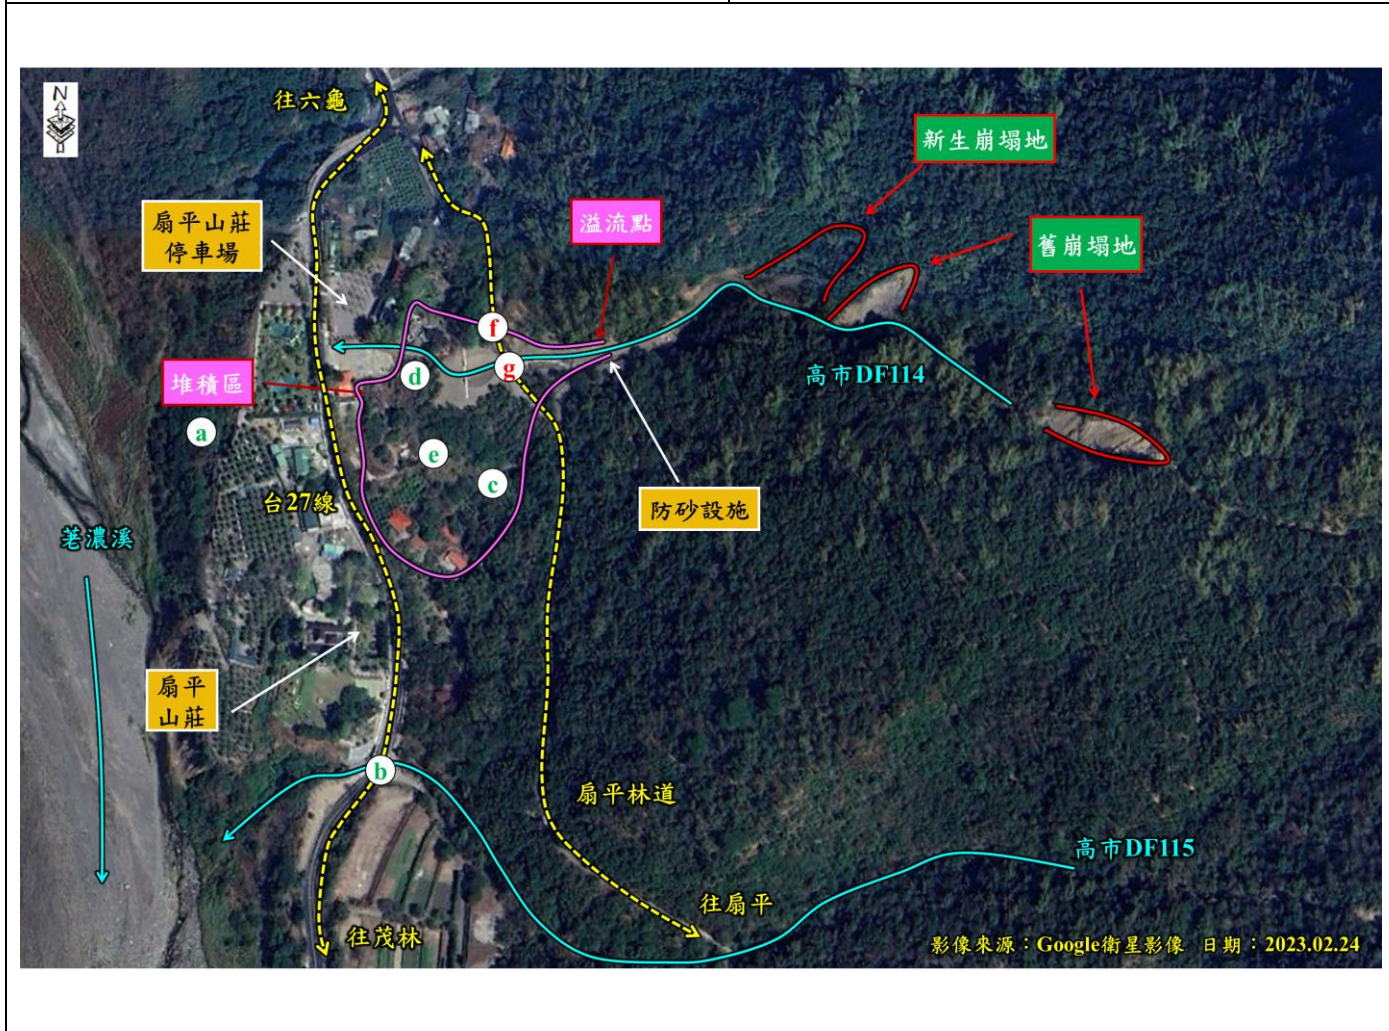 N
往六龜
新生崩塌地
扇平山莊
停車場
溢流點
舊崩塌地
f
g
堆積區
d
高市DF114
a
e
c
台27線
防砂設施
荖濃溪
扇平
山莊
b
扇平林道
高市DF115
往扇平
往茂林
影像來源：Google衛星影像 日期：2023.02.24